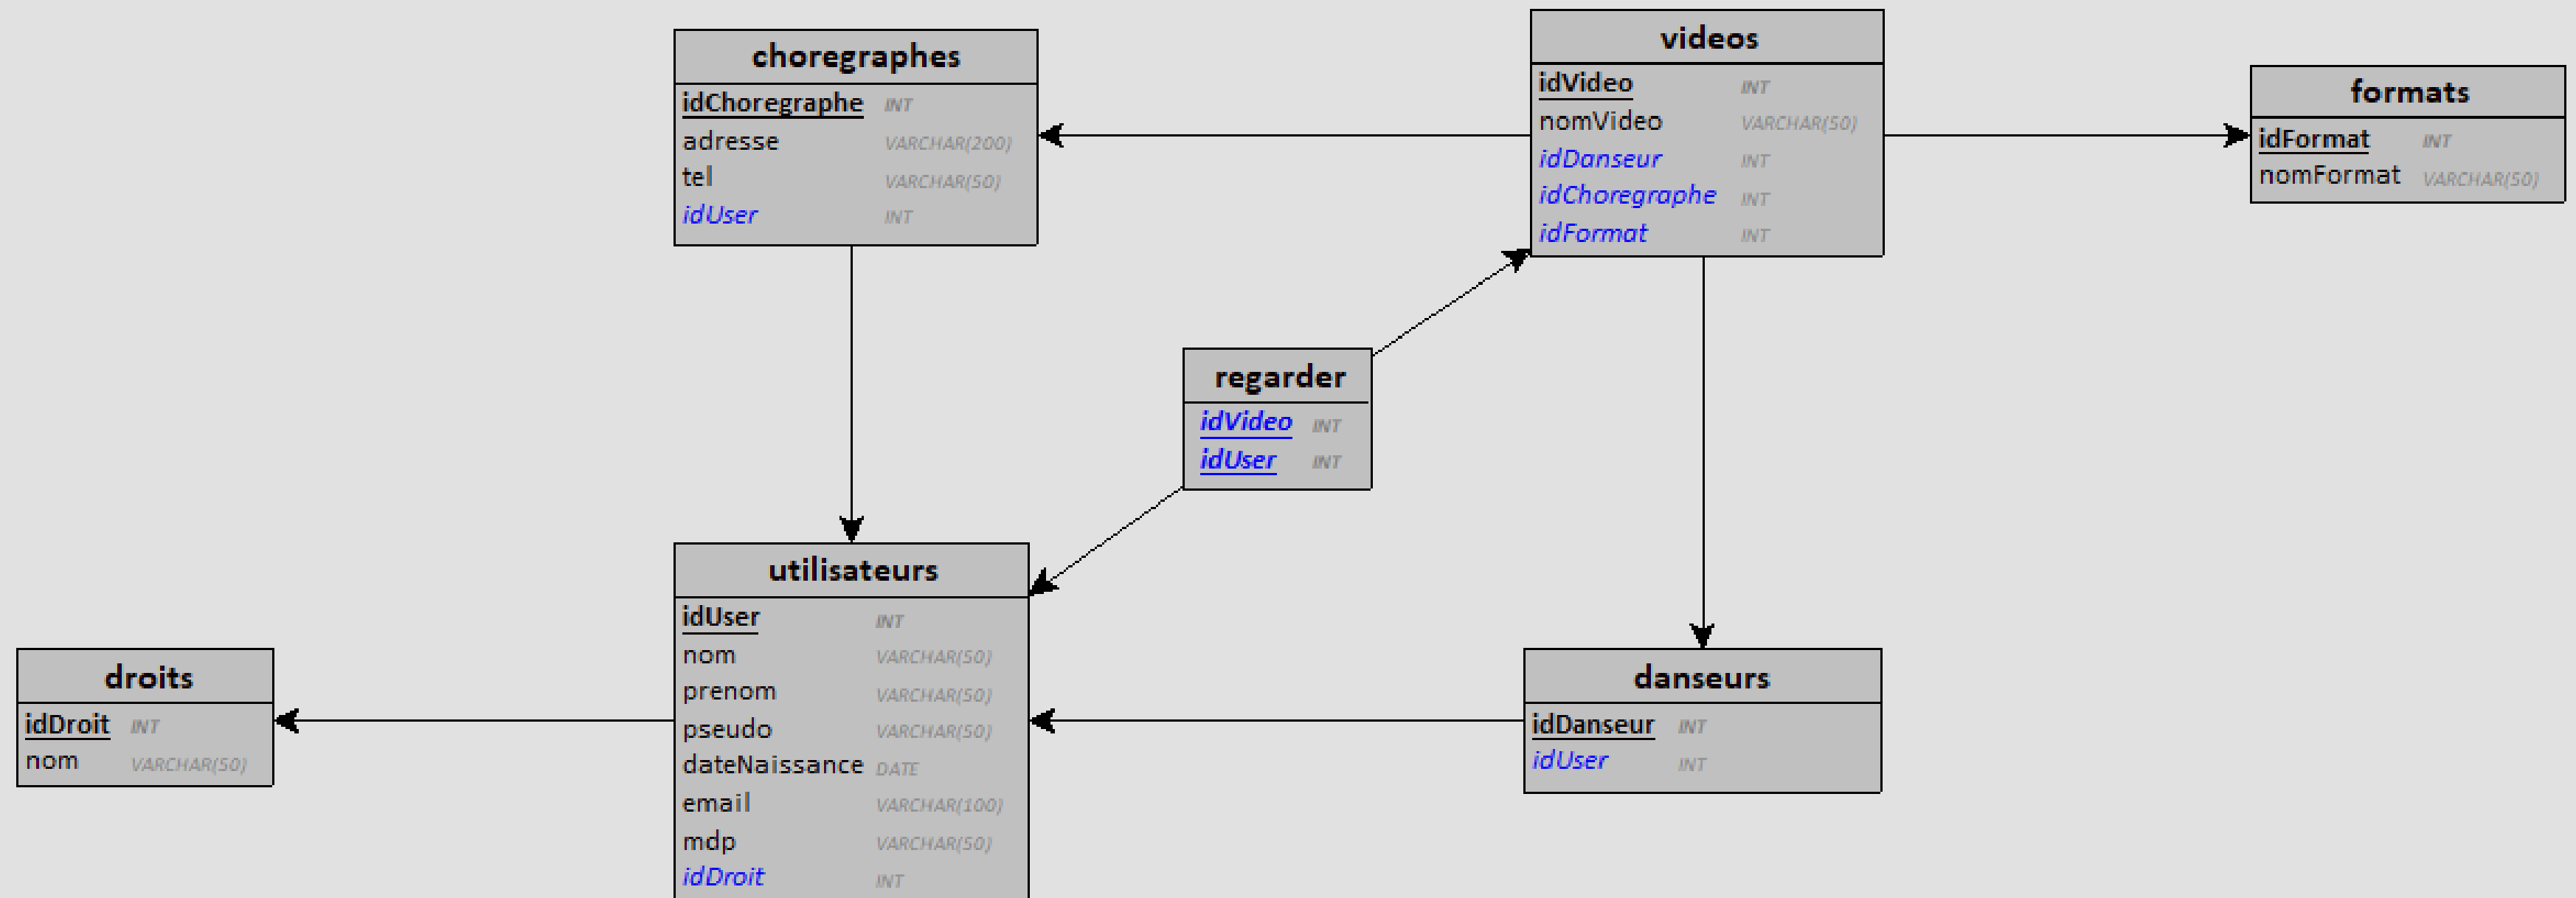 choregraphes
idChoregraphe INT
adresse VARCHAR(200)
tel VARCHAR(50)
idUser INT
videos
idVideo INT
nomVideo VARCHAR(50)
idDanseur INT
idChoregraphe INT
idFormat INT
formats
idFormat INT
nomFormat VARCHAR(50)
regarder
idVideo INT
idUser INT
utilisateurs
idUser INT
nom VARCHAR(50)
prenom VARCHAR(50)
pseudo VARCHAR(50)
dateNaissance DATE
email VARCHAR(100)
mdp VARCHAR(50)
idDroit INT
droits
idDroit INT
nom VARCHAR(50)
danseurs
idDanseur INT
idUser INT